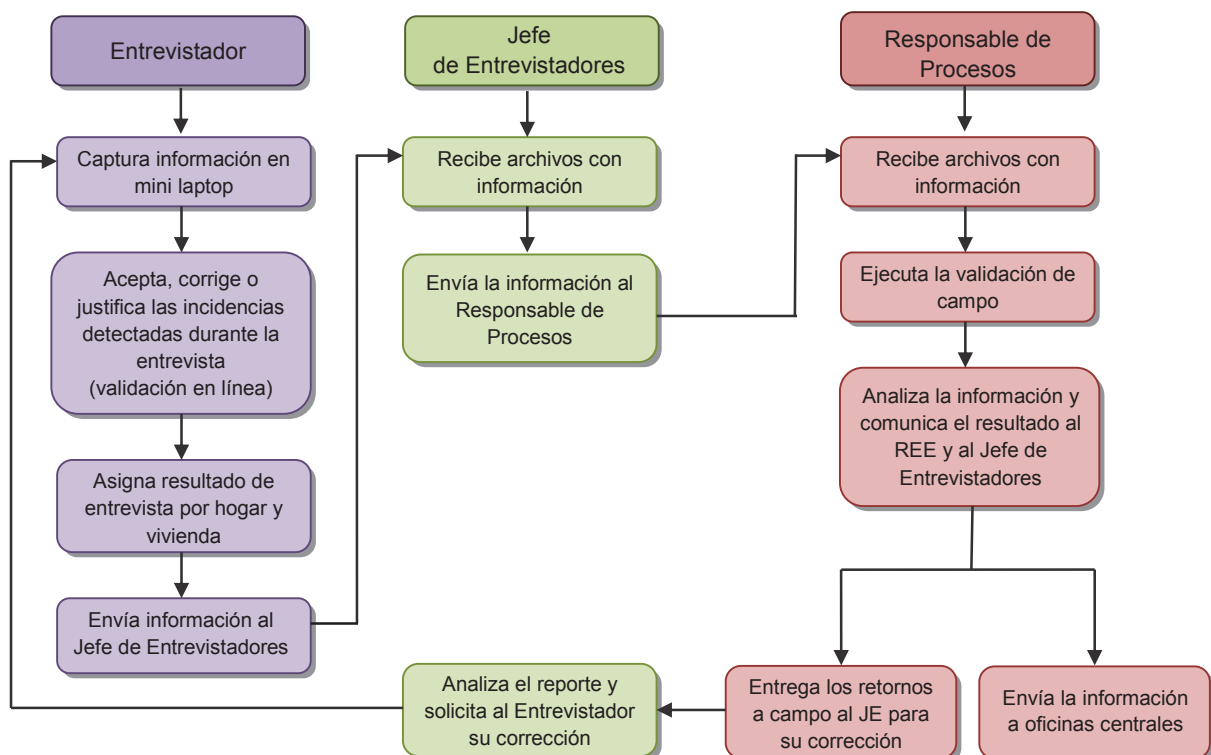 Entrevistador
Captura información en
mini laptop
Acepta, corrige o
justifica las incidencias
detectadas durante la
entrevista
(validación en línea)
Asigna resultado de
entrevista por hogar y
vivienda
Envía información al
Jefe de Entrevistadores
Jefe
de Entrevistadores
Recibe archivos con
información
Envía la información al
Responsable de
Procesos
Analiza el reporte y
solicita al Entrevistador
su corrección
Responsable de
Procesos
Recibe archivos con
información
Ejecuta la validación de
campo
Analiza la información y
comunica el resultado al
REE y al Jefe de
Entrevistadores
Entrega los retornos
a campo al JE para
su corrección
Envía la información
a oficinas centrales